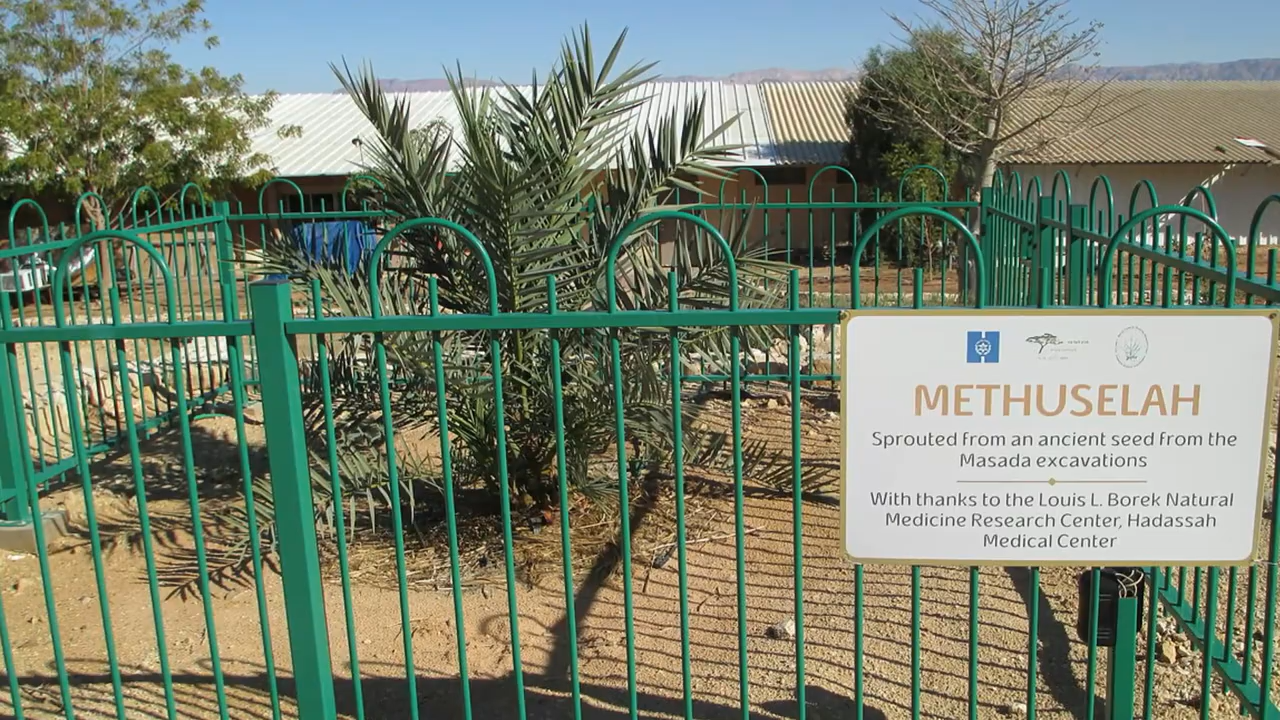 METHUSELAH
Sprouted from an ancient seed from the
Masada excavations
With thanks to the Louis L. Borek Natural
Medicine Research Center, Hadassah
Medical Center